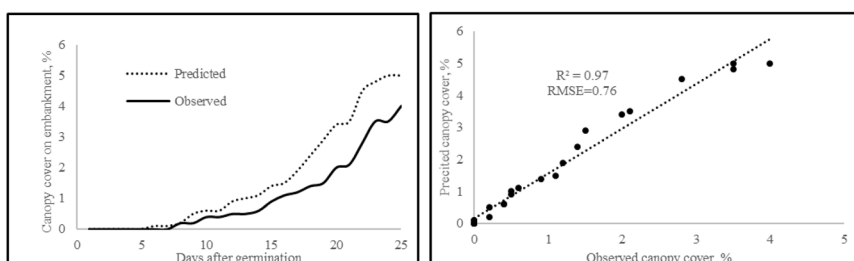 6
5
4
3
2
1
0
Canopy cover on embankment, %
Predicted
Observed
0 5 10 15 20 25
Days after germination
6
5
4
3
2
1
0
Precited canopy cover, %
R² = 0.97
RMSE=0.76
0 1 2 3 4 5
Observed canopy cover, %